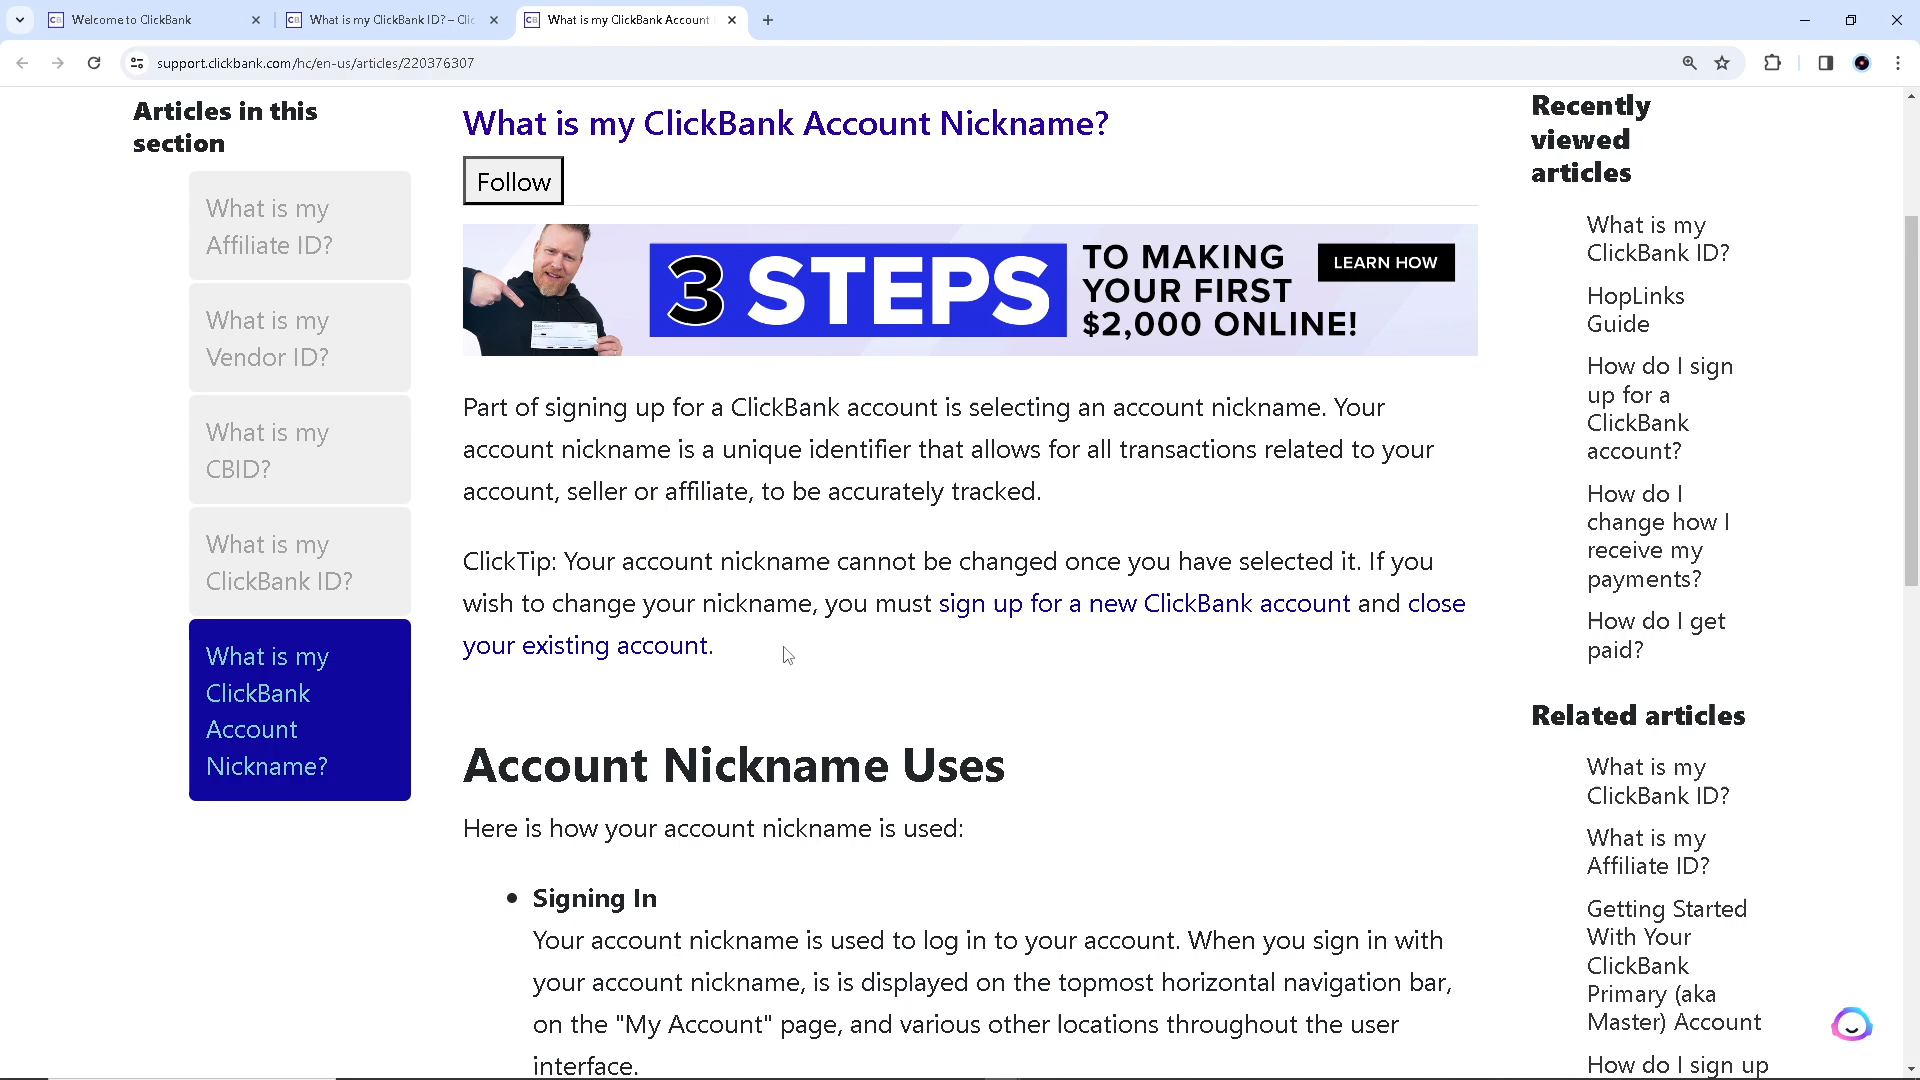 Welcome to ClickBank
What is my ClickBank ID? – Clic
What is my ClickBank Account
support.clickbank.com/hc/en-us/articles/220376307
Articles in this
section
What is my
Affiliate ID?
What is my
Vendor ID?
What is my
CBID?
What is my
ClickBank ID?
What is my
ClickBank
Account
Nickname?
What is my ClickBank Account Nickname?
Follow
3 STEPS
TO MAKING
YOUR FIRST
$2,000 ONLINE!
LEARN HOW
Part of signing up for a ClickBank account is selecting an account nickname. Your
account nickname is a unique identifier that allows for all transactions related to your
account, seller or affiliate, to be accurately tracked.
ClickTip: Your account nickname cannot be changed once you have selected it. If you
wish to change your nickname, you must sign up for a new ClickBank account and close
your existing account.
Account Nickname Uses
Here is how your account nickname is used:
• Signing In
Your account nickname is used to log in to your account. When you sign in with
your account nickname, is is displayed on the topmost horizontal navigation bar,
on the "My Account" page, and various other locations throughout the user
interface.
Recently
viewed
articles
What is my
ClickBank ID?
HopLinks
Guide
How do I sign
up for a
ClickBank
account?
How do I
change how I
receive my
payments?
How do I get
paid?
Related articles
What is my
ClickBank ID?
What is my
Affiliate ID?
Getting Started
With Your
ClickBank
Primary (aka
Master) Account
How do I sign up